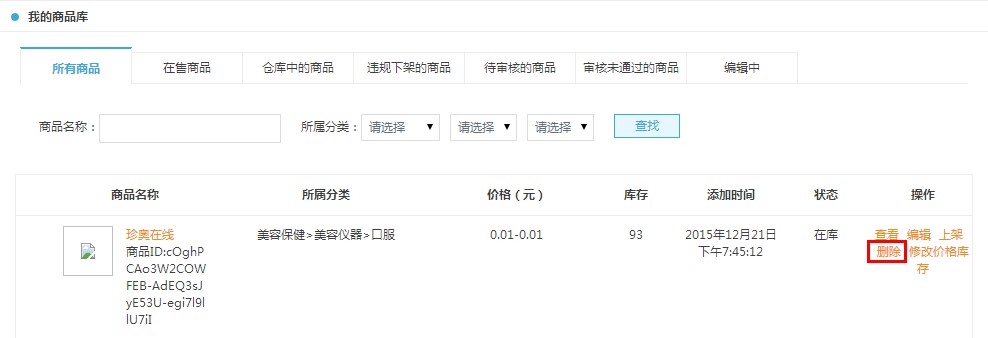 我的商品库
所有商品 在售商品 仓库中的商品 违规下架的商品 待审核的商品 审核未通过的商品 编辑中
商品名称： 所属分类： 请选择 请选择 请选择 查找
商品名称 所属分类 价格（元） 库存 添加时间 状态 操作
珍奥在线 美容保健>美容仪器>口服 0.01-0.01 93 2015年12月21日 在库 查看 编辑 上架
商品ID:cOghP 下午7:45:12 删除 修改价格库
CAo3W2COW 存
FEB-AdEQ3sJ
yE53U-egi7l9l
lU7iI